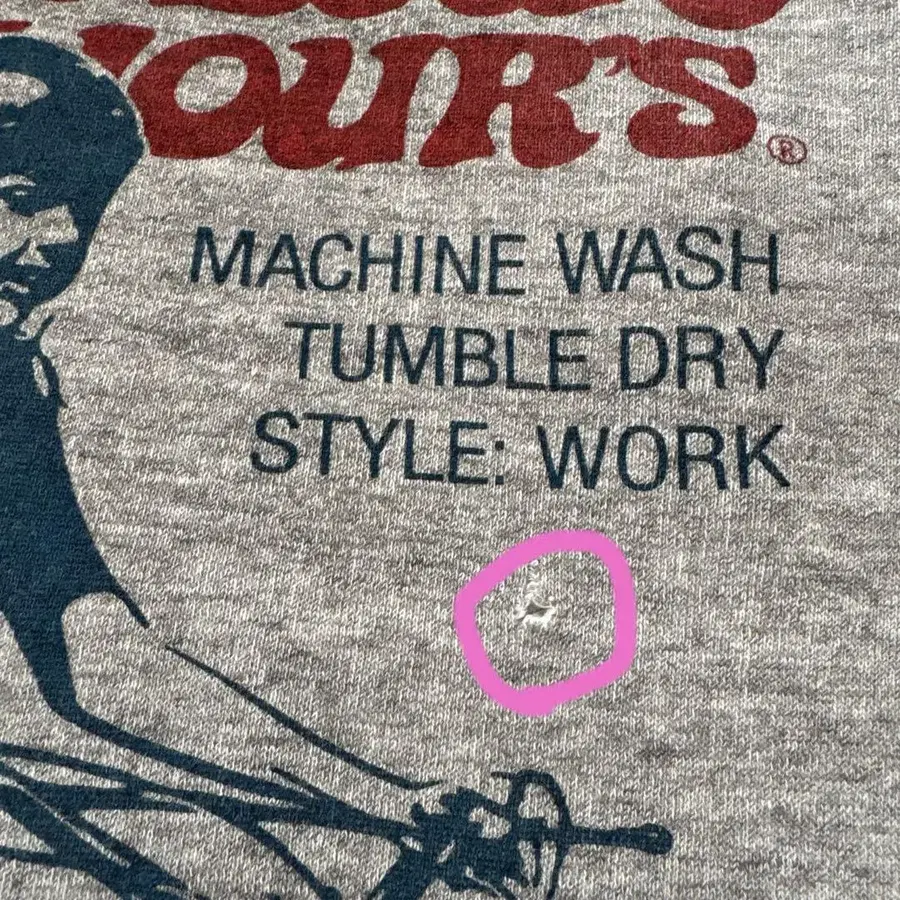 OUR'S®
MACHINE WASH
TUMBLE DRY
STYLE: WORK